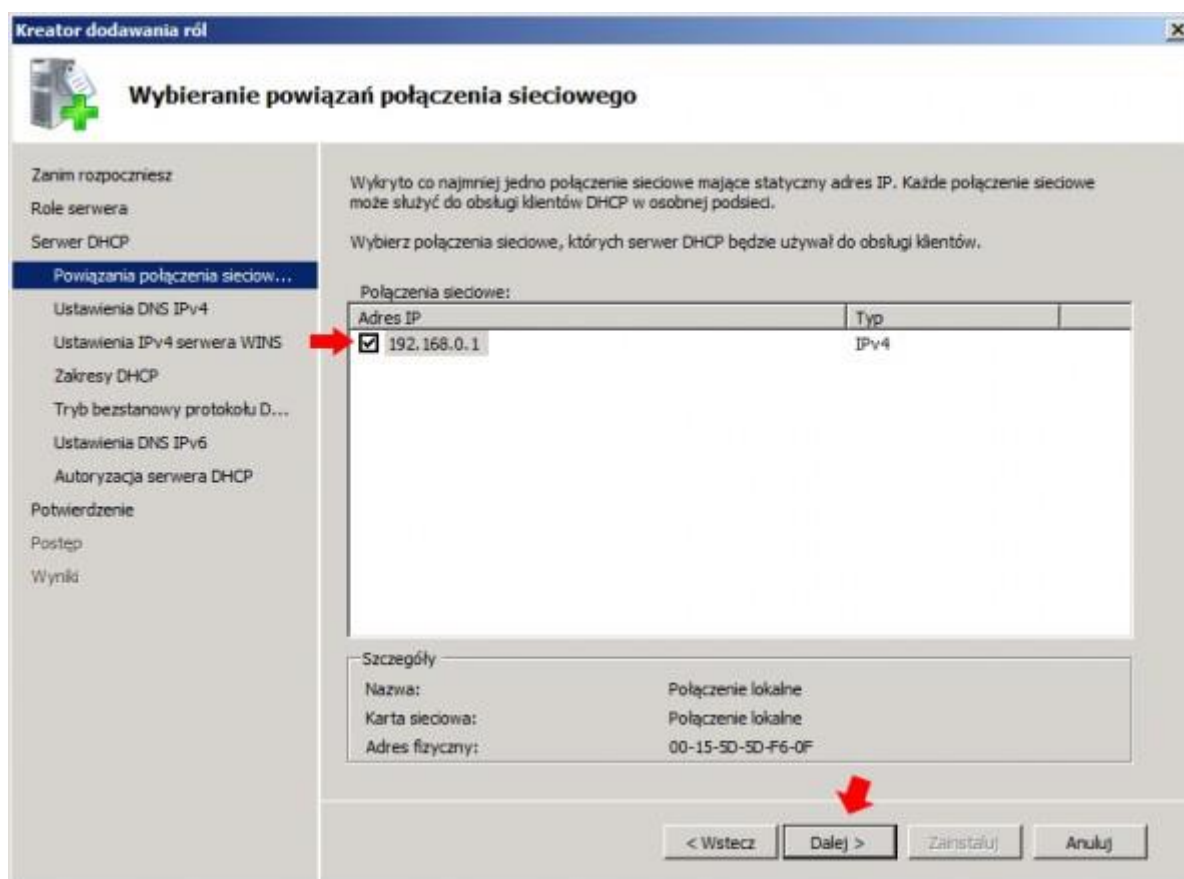 Kreator dodawania ról
Wybieranie powiązań połączenia sieciowego
Zanim rozpoczniesz
Role serwera
Serwer DHCP
Powiązania połączenia sieciow...
Ustawienia DNS IPv4
Ustawienia IPv4 serwera WINS
Zakresy DHCP
Tryb bezstanowy protokołu D...
Ustawienia DNS IPv6
Autoryzacja serwera DHCP
Potwierdzenie
Postęp
Wyniki
Wykryto co najmniej jedno połączenie sieciowe mające statyczny adres IP. Każde połączenie sieciowe
może służyć do obsługi klientów DHCP w osobnej podsieci.
Wybierz połączenia sieciowe, których serwer DHCP będzie używał do obsługi klientów.
Połączenia sieciowe:
Adres IP Typ
192.168.0.1 IPv4
Szczegóły
Nazwa: Połączenie lokalne
Karta sieciowa: Połączenie lokalne
Adres fizyczny: 00-15-5D-5D-F6-0F
< Wstecz Dalej > Zainstaluj Anuluj